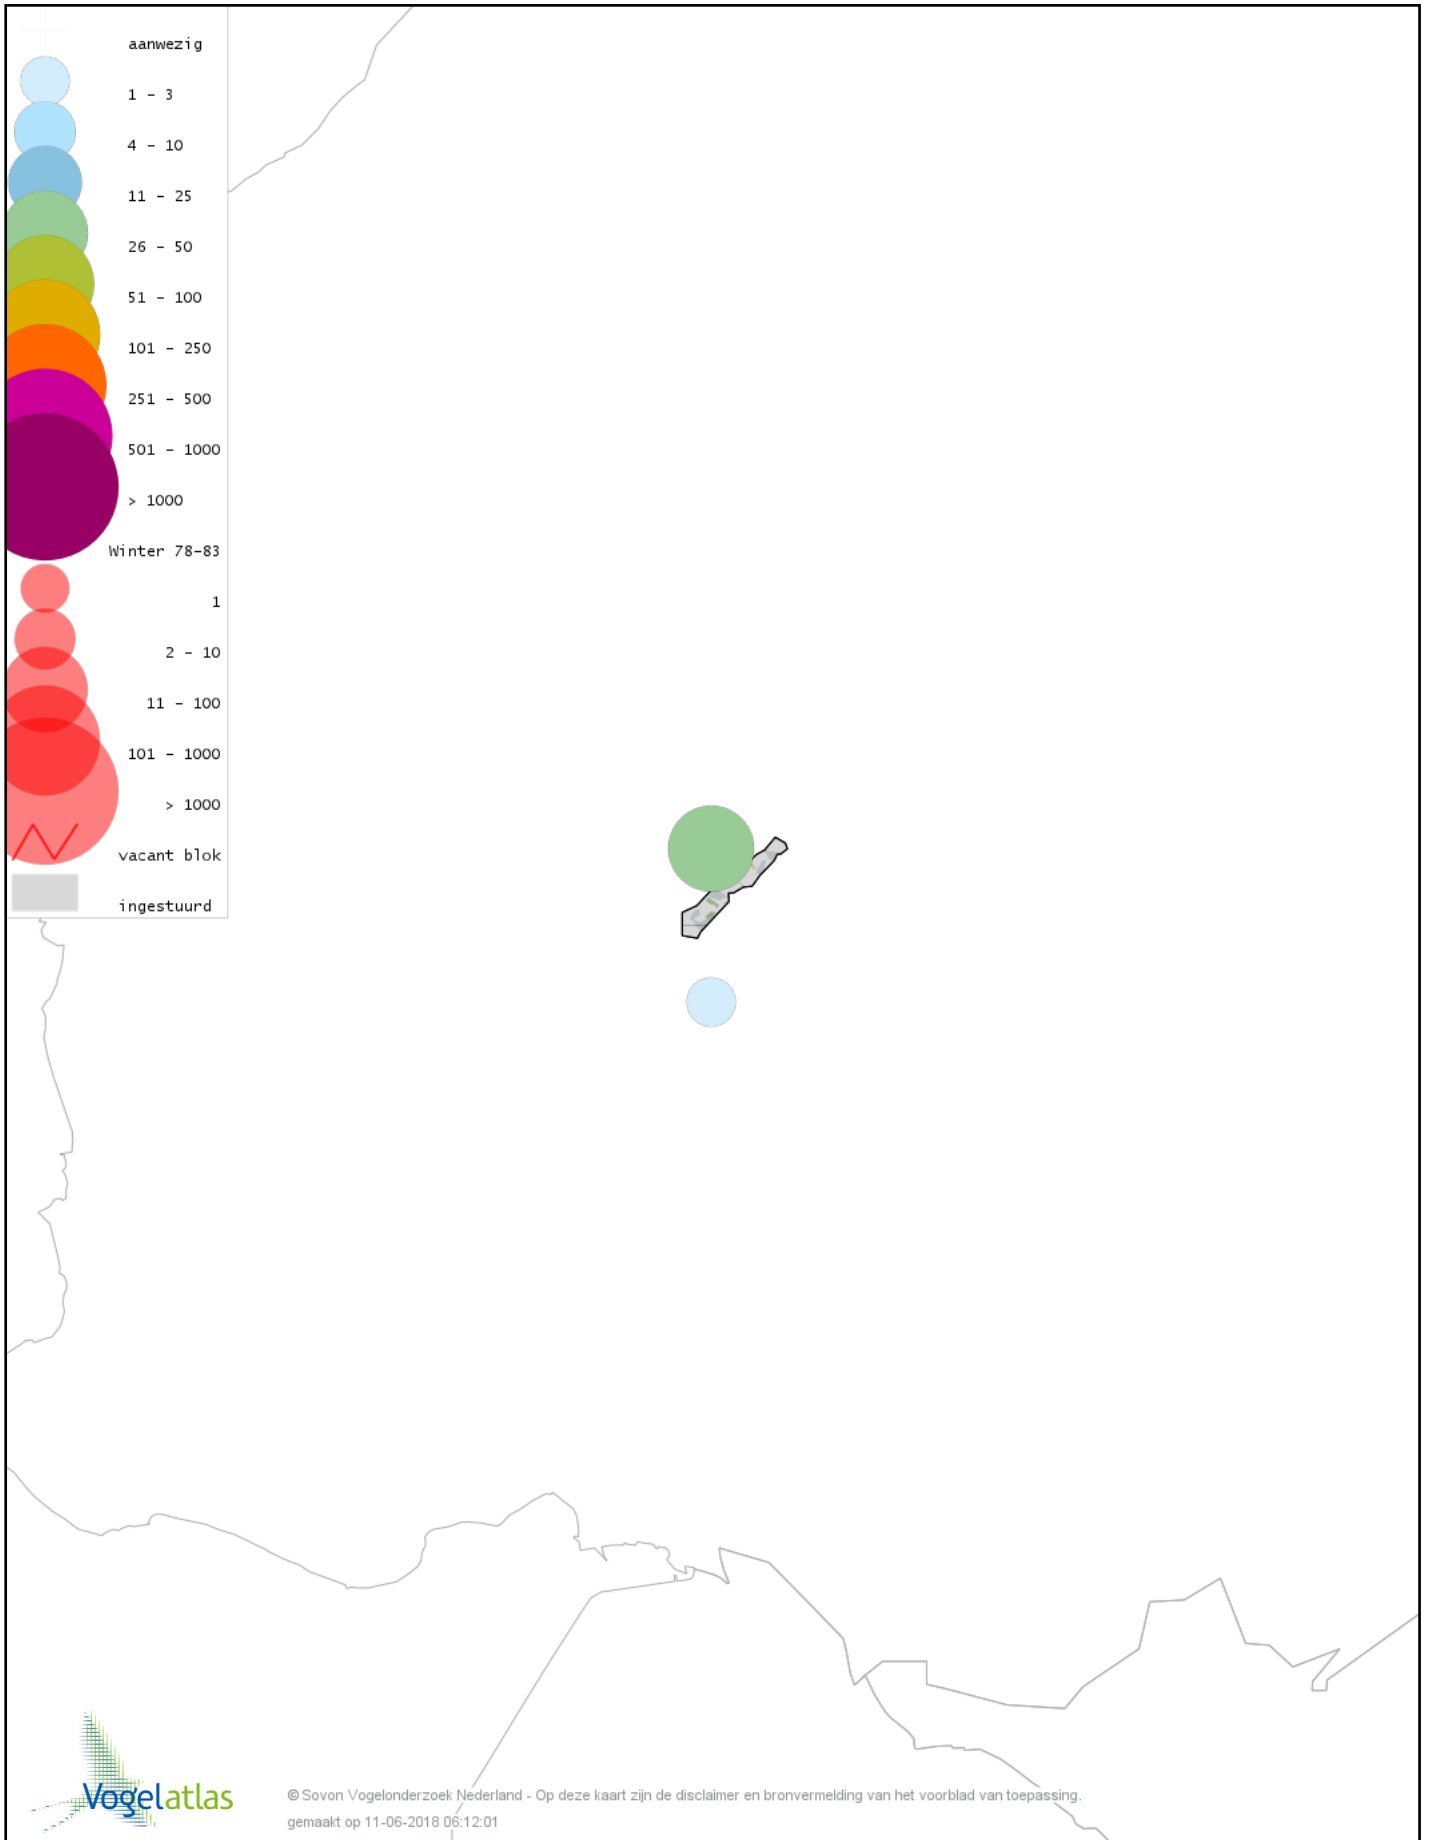 aanwezig
1 - 3
4 - 10
11 - 25
26 - 50
51 - 100
101 - 250
251 - 500
501 - 1000
> 1000
Winter 78-83
1
2 - 10
11 - 100
101 - 1000
> 1000
vacant blok
ingestuurd
Vogelatlas
© Sovon Vogelonderzoek Nederland - Op deze kaart zijn de disclaimer en bronvermelding van het voorblad van toepassing.
gemaakt op 11-06-2018 06:12:01